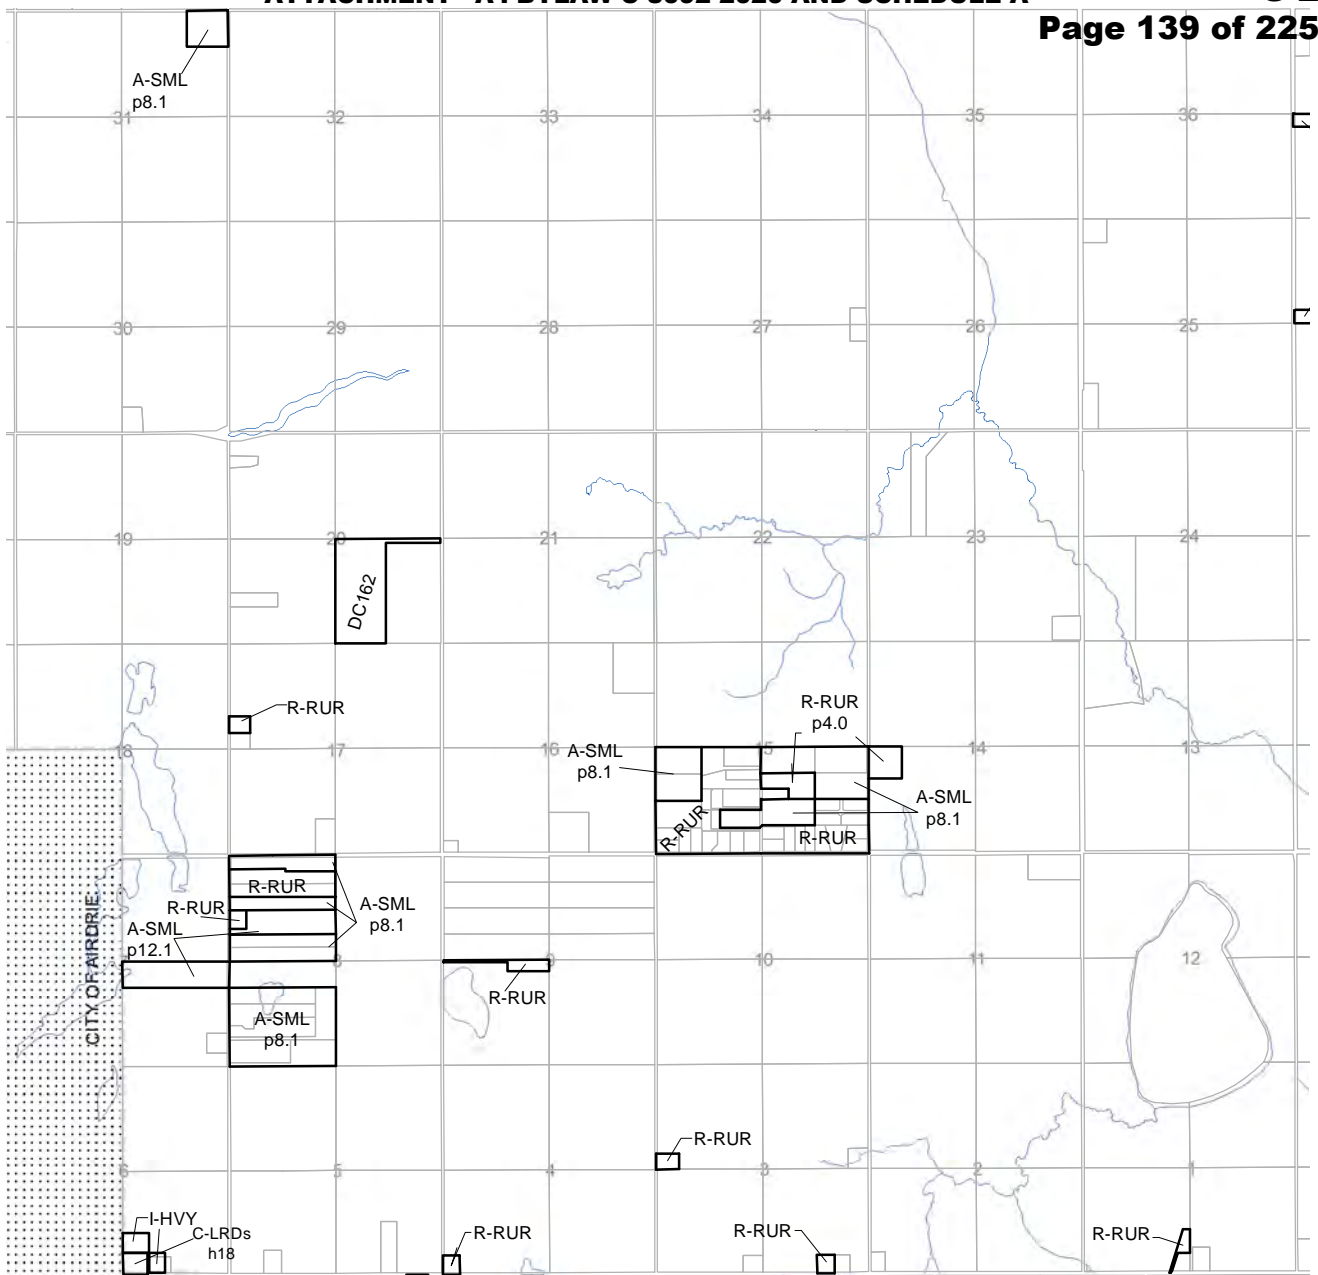 Page 139 of 225
A-SML
p8.1
31
32
33
34
35
36
30
29
28
27
26
25
19
20
21
22
23
24
DC162
R-RUR
18
17
16
15
14
13
R-RUR
p4.0
A-SML
p8.1
A-SML
p8.1
R-RUR
R-RUR
R-RUR
R-RUR
A-SML
p8.1
A-SML
p12.1
CITY OF AIRDRIE
8
9
10
11
12
R-RUR
A-SML
p8.1
R-RUR
6
5
4
3
2
1
I-HVY
C-LRDs
h18
R-RUR
R-RUR
R-RUR